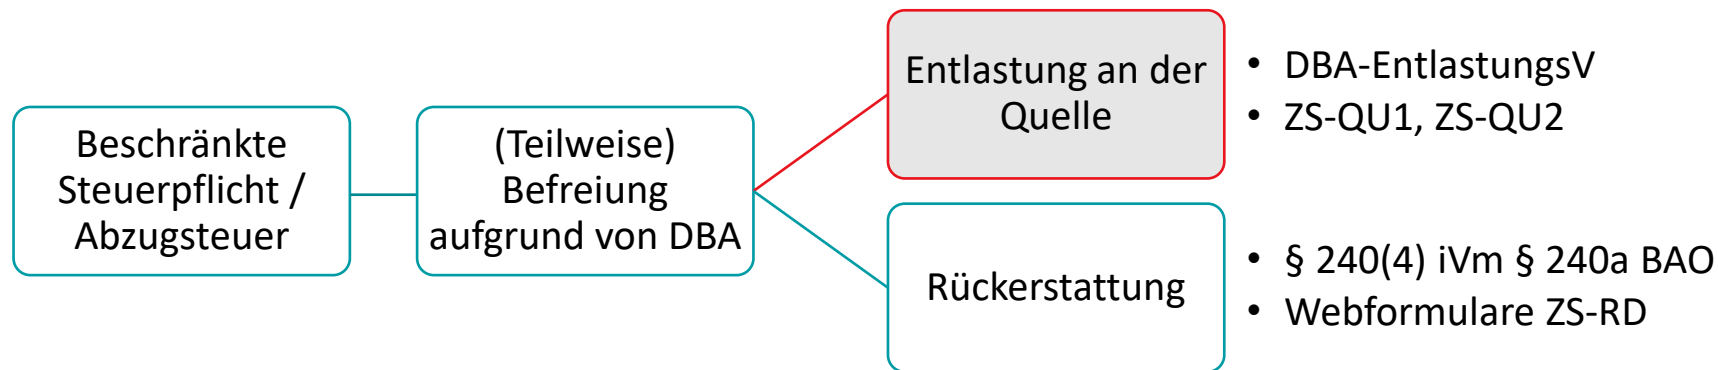 Beschränkte
Steuerpflicht /
Abzugsteuer
(Teilweise)
Befreiung
aufgrund von DBA
Entlastung an der
Quelle
• DBA-EntlastungsV
• ZS-QU1, ZS-QU2
Rückerstattung
• § 240(4) iVm § 240a BAO
• Webformulare ZS-RD